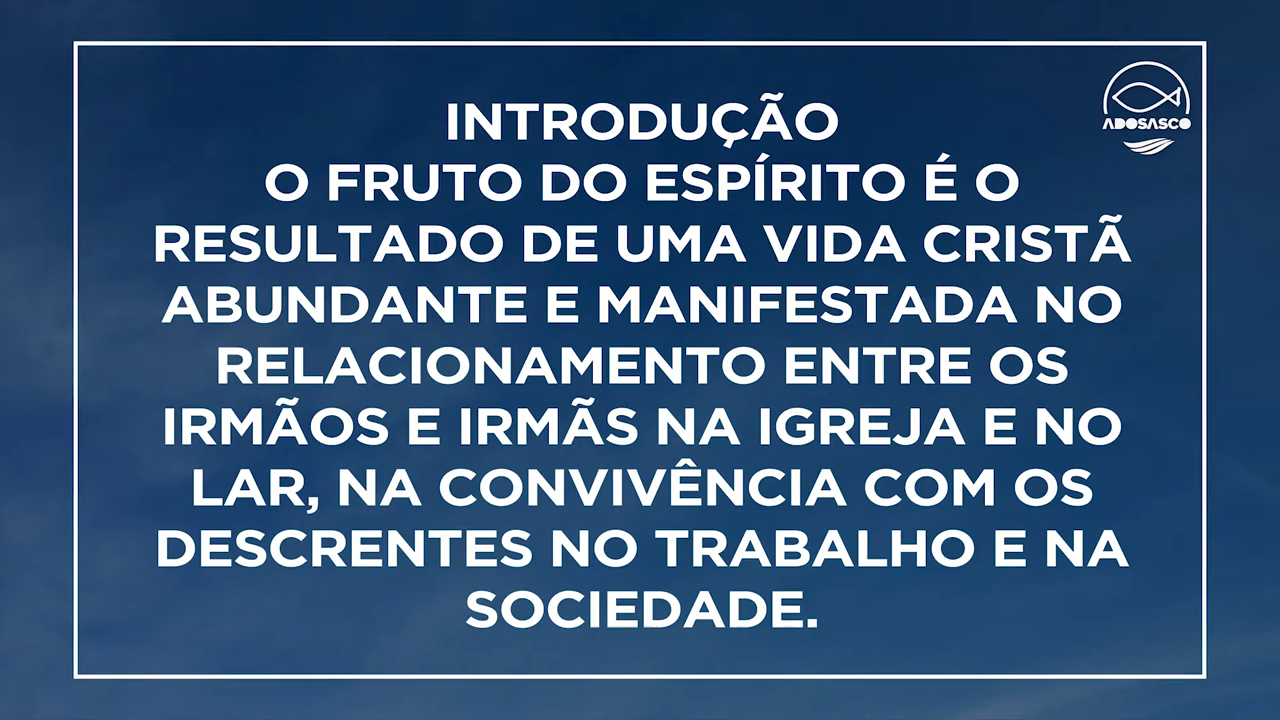 INTRODUÇÃO
O FRUTO DO ESPÍRITO É O
RESULTADO DE UMA VIDA CRISTÃ
ABUNDANTE E MANIFESTADA NO
RELACIONAMENTO ENTRE OS
IRMÃOS E IRMÃS NA IGREJA E NO
LAR, NA CONVIVÊNCIA COM OS
DESCRENTES NO TRABALHO E NA
SOCIEDADE.
ADOSASCO